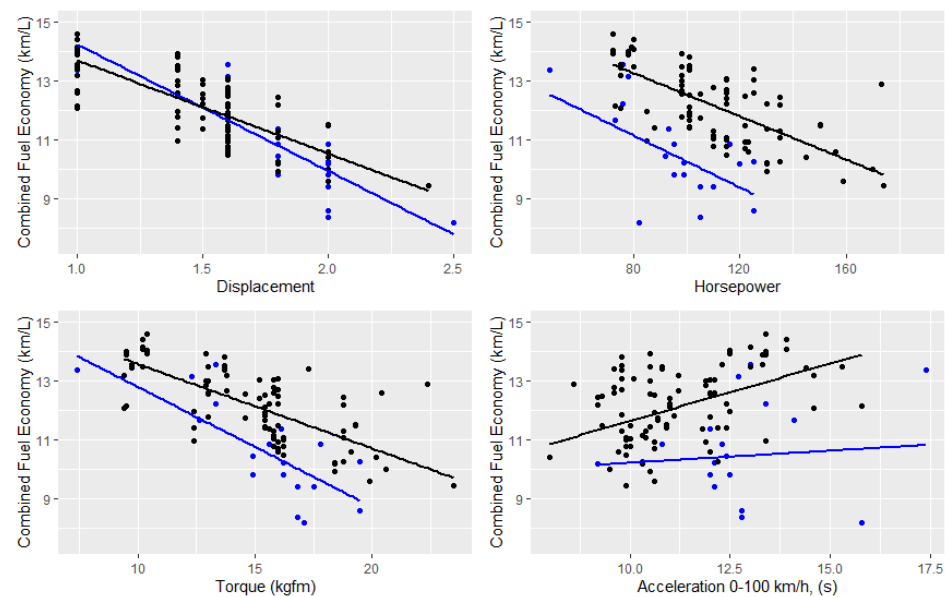 Combined Fuel Economy (km/L)
15
13
11
9
1.0 1.5 2.0 2.5
Displacement
Combined Fuel Economy (km/L)
15
13
11
9
80 120 160
Horsepower
Combined Fuel Economy (km/L)
15
13
11
9
10 15 20
Torque (kgfm)
Combined Fuel Economy (km/L)
15
13
11
9
10.0 12.5 15.0 17.5
Acceleration 0-100 km/h, (s)